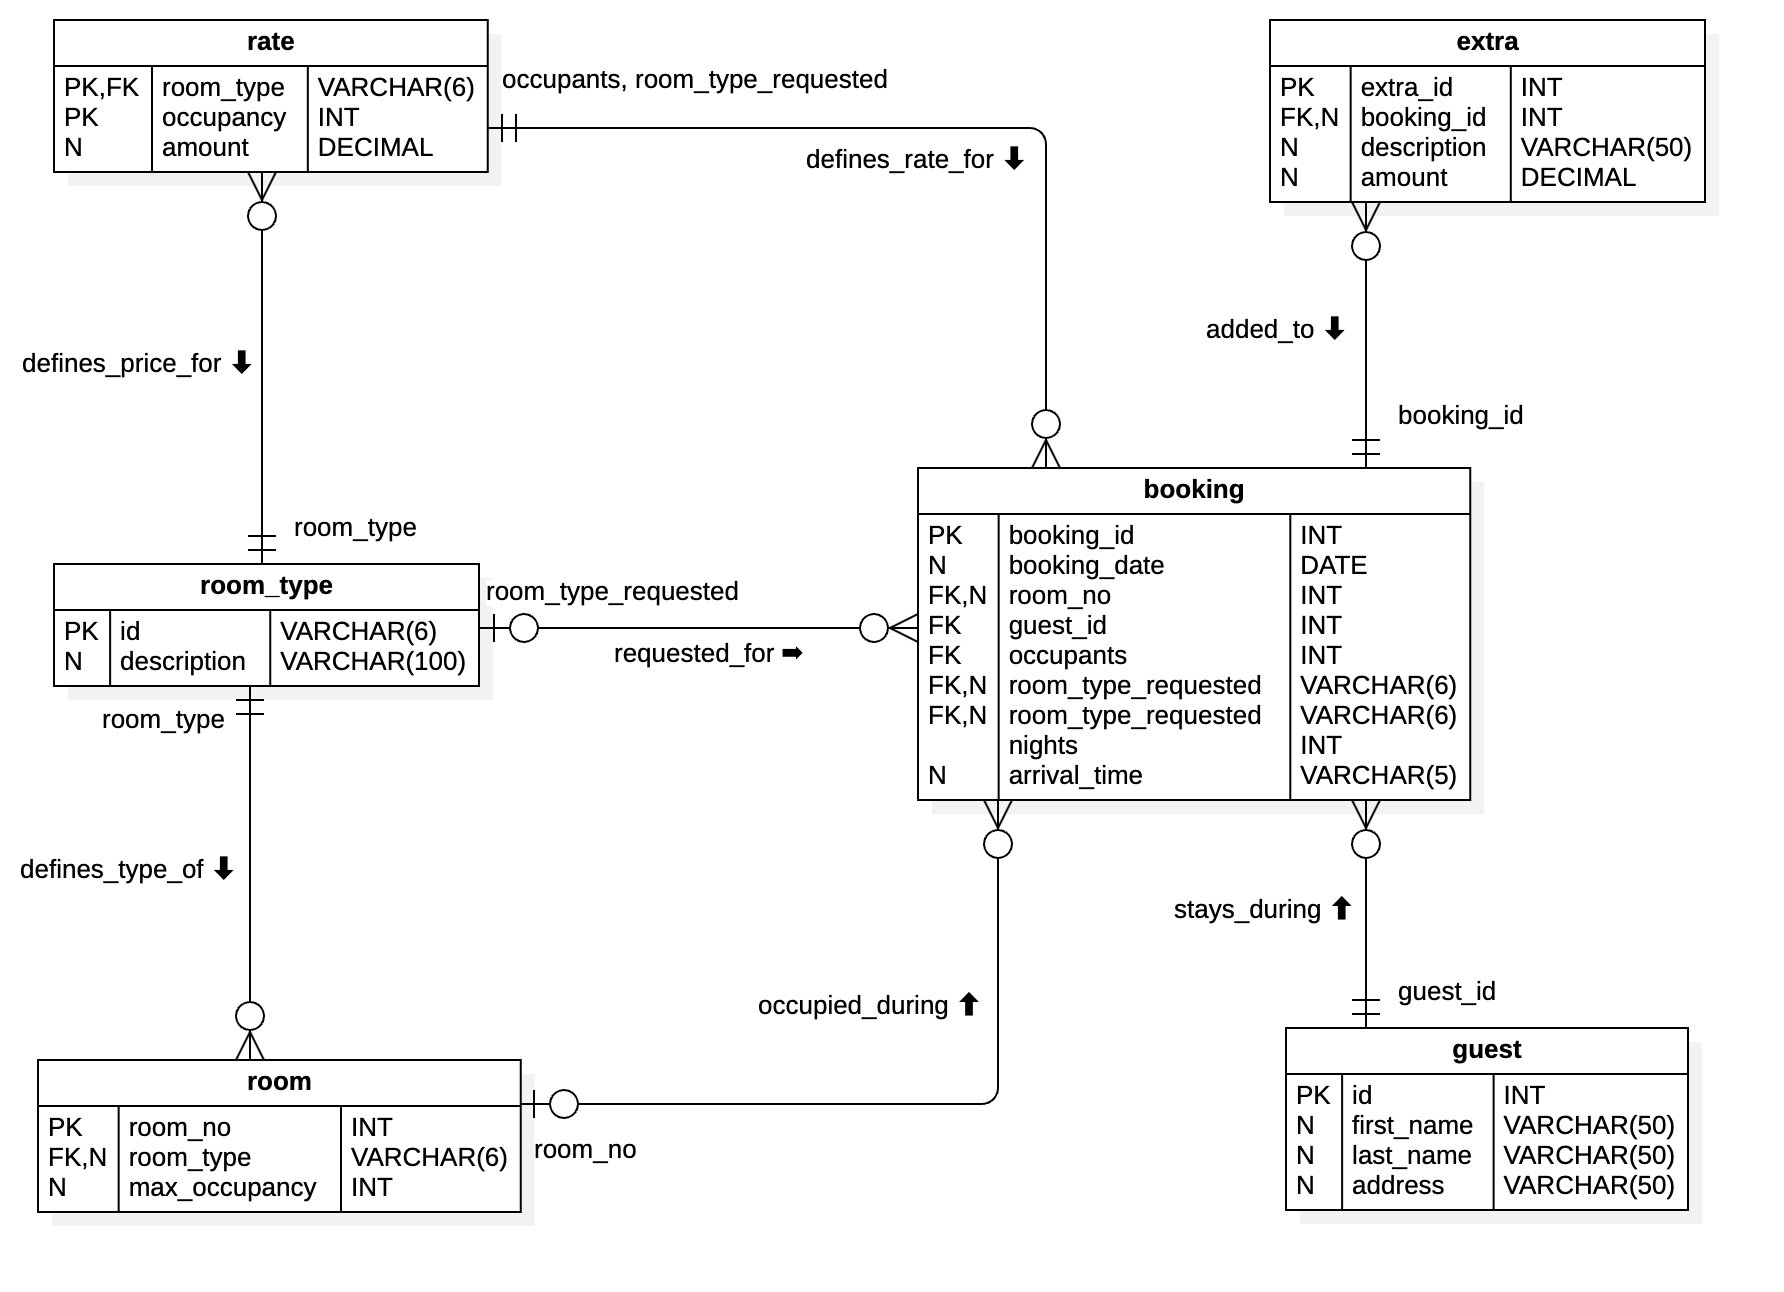 rate
PK,FK room_type VARCHAR(6)
PK occupancy INT
N amount DECIMAL
occupants, room_type_requested
defines_rate_for ⬇
extra
PK extra_id INT
FK,N booking_id INT
N description VARCHAR(50)
N amount DECIMAL
defines_price_for ⬇
added_to ⬇
booking_id
room_type
room_type
PK id VARCHAR(6)
N description VARCHAR(100)
room_type_requested
requested_for ➡
booking
PK booking_id INT
N booking_date DATE
FK,N room_no INT
FK guest_id INT
FK occupants INT
FK,N room_type_requested VARCHAR(6)
FK,N room_type_requested VARCHAR(6)
nights INT
N arrival_time VARCHAR(5)
room_type
defines_type_of ⬇
stays_during ⬆
occupied_during ⬆
guest_id
room
PK room_no INT
FK,N room_type VARCHAR(6)
N max_occupancy INT
room_no
guest
PK id INT
N first_name VARCHAR(50)
N last_name VARCHAR(50)
N address VARCHAR(50)